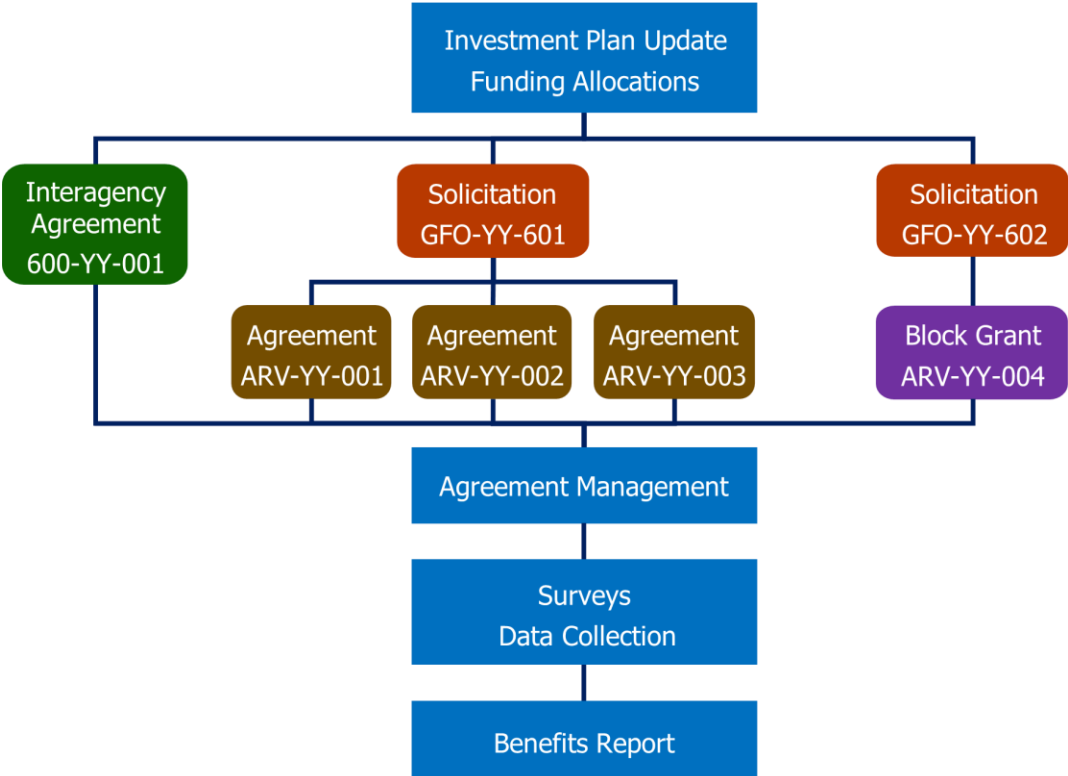 Investment Plan Update
Funding Allocations
Interagency
Agreement
600-YY-001
Solicitation
GFO-YY-601
Solicitation
GFO-YY-602
Agreement
ARV-YY-001
Agreement
ARV-YY-002
Agreement
ARV-YY-003
Block Grant
ARV-YY-004
Agreement Management
Surveys
Data Collection
Benefits Report